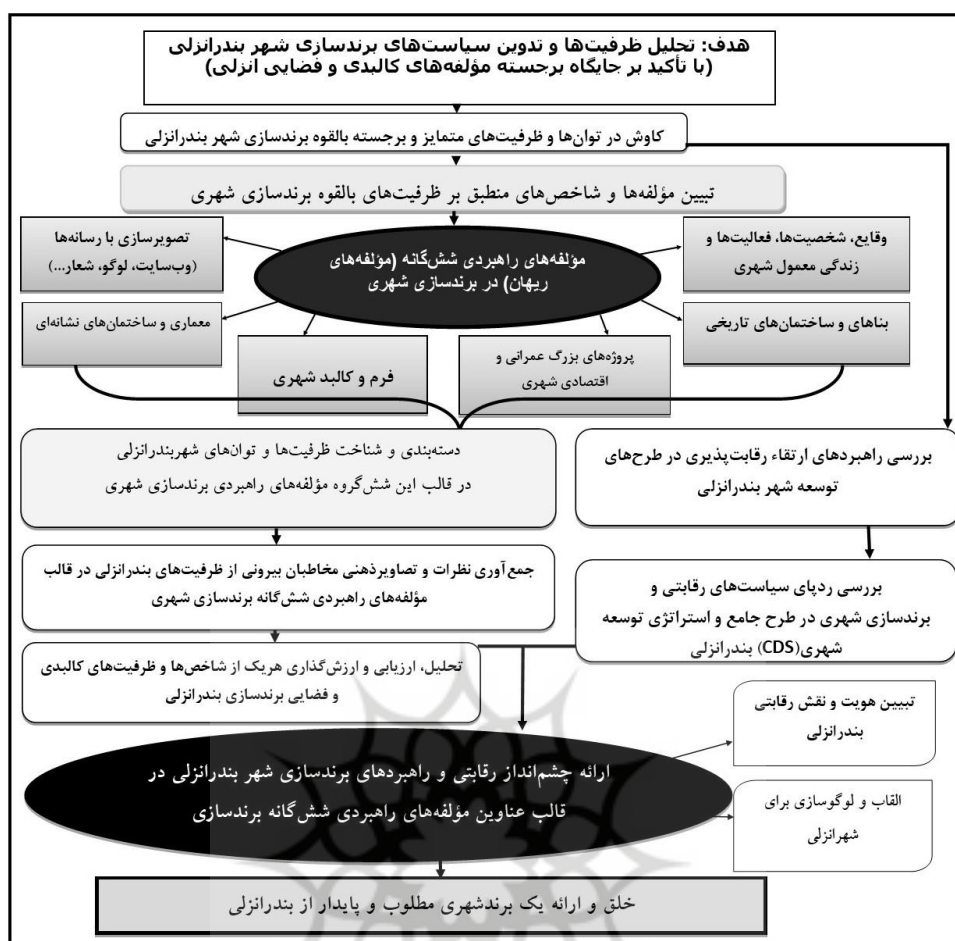 هدف: تحلیل ظرفیت‌ها و تدوین سیاست‌های برندسازی شهر بندرانزلی
(با تأکید بر جایگاه برجسته مؤلفه‌های کالبدی و فضایی انزلی)
کاوش در توان‌ها و ظرفیت‌های متمایز و برجسته بالقوه برندسازی شهر بندرانزلی
تبیین مؤلفه‌ها و شاخص‌های منطبق بر ظرفیت‌های بالقوه برندسازی شهری
وقایع، شخصیت‌ها، فعالیت‌ها و
زندگی معمول شهری
مؤلفه‌های راهبردی شش‌گانه (مؤلفه‌های
ریهان) در برندسازی شهری
تصویرسازی با رسانه‌ها
(وب‌سایت، لوگو، شعار...)
بناهای و ساختمان‌های تاریخی
معماری و ساختمان‌های نشانه‌ای
پروژه‌های بزرگ عمرانی و
اقتصادی شهری
فرم و کالبد شهری
دسته‌بندی و شناخت ظرفیت‌ها و توان‌های شهربندرانزلی
در قالب این شش‌گروه مؤلفه‌های راهبردی برندسازی شهری
بررسی راهبردهای ارتقاء رقابت‌پذیری در طرح‌های
توسعه شهر بندرانزلی
جمع‌آوری نظرات و تصاویرذهنی مخاطبان بیرونی از ظرفیت‌های بندرانزلی در قالب
مؤلفه‌های راهبردی شش‌گانه برندسازی شهری
بررسی ردپای سیاست‌های رقابتی و
برندسازی شهری در طرح جامع و استراتژی توسعه
شهری(CDS) بندرانزلی
تحلیل، ارزیابی و ارزش‌گذاری هریک از شاخص‌ها و ظرفیت‌های کالبدی
و فضایی برندسازی بندرانزلی
تبیین هویت و نقش رقابتی
بندرانزلی
ارائه چشم‌انداز رقابتی و راهبردهای برندسازی شهر بندرانزلی در
قالب عناوین مؤلفه‌های راهبردی شش‌گانه برندسازی
القاب و لوگوسازی برای
شهرانزلی
خلق و ارائه یک برندشهری مطلوب و پایدار از بندرانزلی